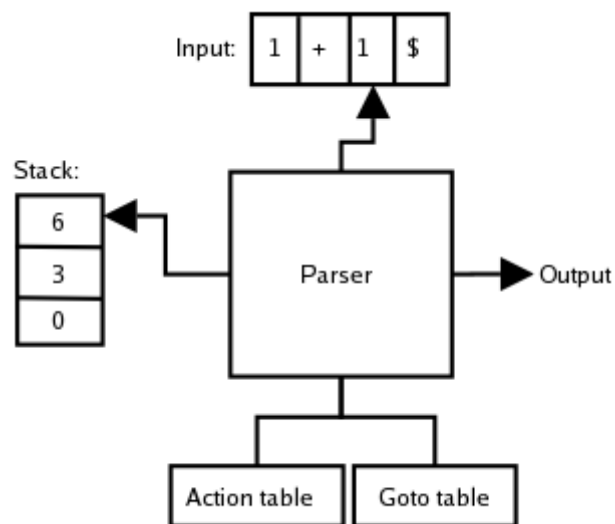 Input: 1 + 1 $
Stack:
6
3
0
Parser
Output
Action table
Goto table